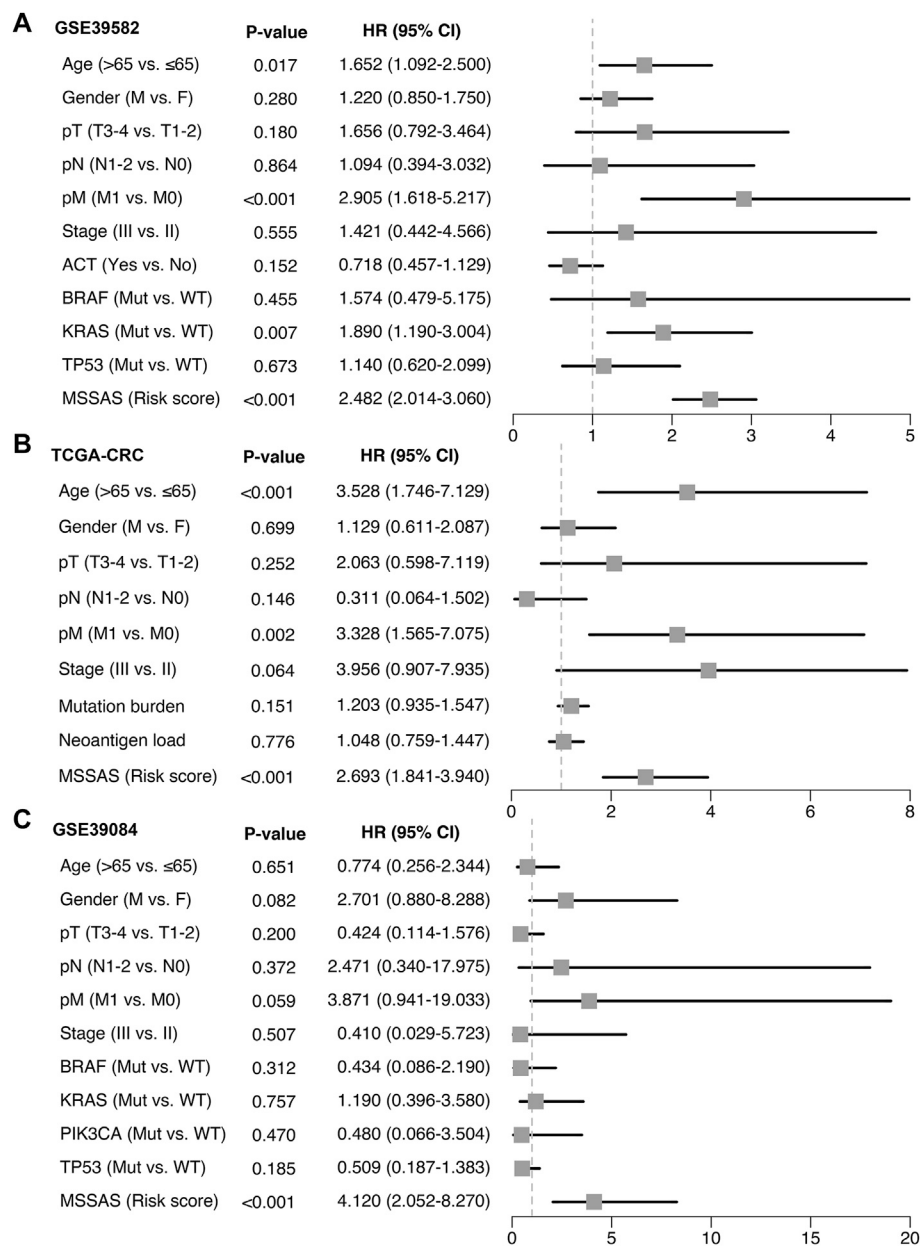 A GSE39582 P-value HR (95% CI)
Age (>65 vs. ≤65) 0.017 1.652 (1.092-2.500)
Gender (M vs. F) 0.280 1.220 (0.850-1.750)
pT (T3-4 vs. T1-2) 0.180 1.656 (0.792-3.464)
pN (N1-2 vs. N0) 0.864 1.094 (0.394-3.032)
pM (M1 vs. M0) <0.001 2.905 (1.618-5.217)
Stage (III vs. II) 0.555 1.421 (0.442-4.566)
ACT (Yes vs. No) 0.152 0.718 (0.457-1.129)
BRAF (Mut vs. WT) 0.455 1.574 (0.479-5.175)
KRAS (Mut vs. WT) 0.007 1.890 (1.190-3.004)
TP53 (Mut vs. WT) 0.673 1.140 (0.620-2.099)
MSSAS (Risk score) <0.001 2.482 (2.014-3.060)
0 1 2 3 4 5
B TCGA-CRC P-value HR (95% CI)
Age (>65 vs. ≤65) <0.001 3.528 (1.746-7.129)
Gender (M vs. F) 0.699 1.129 (0.611-2.087)
pT (T3-4 vs. T1-2) 0.252 2.063 (0.598-7.119)
pN (N1-2 vs. N0) 0.146 0.311 (0.064-1.502)
pM (M1 vs. M0) 0.002 3.328 (1.565-7.075)
Stage (III vs. II) 0.064 3.956 (0.907-7.935)
Mutation burden 0.151 1.203 (0.935-1.547)
Neoantigen load 0.776 1.048 (0.759-1.447)
MSSAS (Risk score) <0.001 2.693 (1.841-3.940)
0 2 4 6 8
C GSE39084 P-value HR (95% CI)
Age (>65 vs. ≤65) 0.651 0.774 (0.256-2.344)
Gender (M vs. F) 0.082 2.701 (0.880-8.288)
pT (T3-4 vs. T1-2) 0.200 0.424 (0.114-1.576)
pN (N1-2 vs. N0) 0.372 2.471 (0.340-17.975)
pM (M1 vs. M0) 0.059 3.871 (0.941-19.033)
Stage (III vs. II) 0.507 0.410 (0.029-5.723)
BRAF (Mut vs. WT) 0.312 0.434 (0.086-2.190)
KRAS (Mut vs. WT) 0.757 1.190 (0.396-3.580)
PIK3CA (Mut vs. WT) 0.470 0.480 (0.066-3.504)
TP53 (Mut vs. WT) 0.185 0.509 (0.187-1.383)
MSSAS (Risk score) <0.001 4.120 (2.052-8.270)
0 5 10 15 20